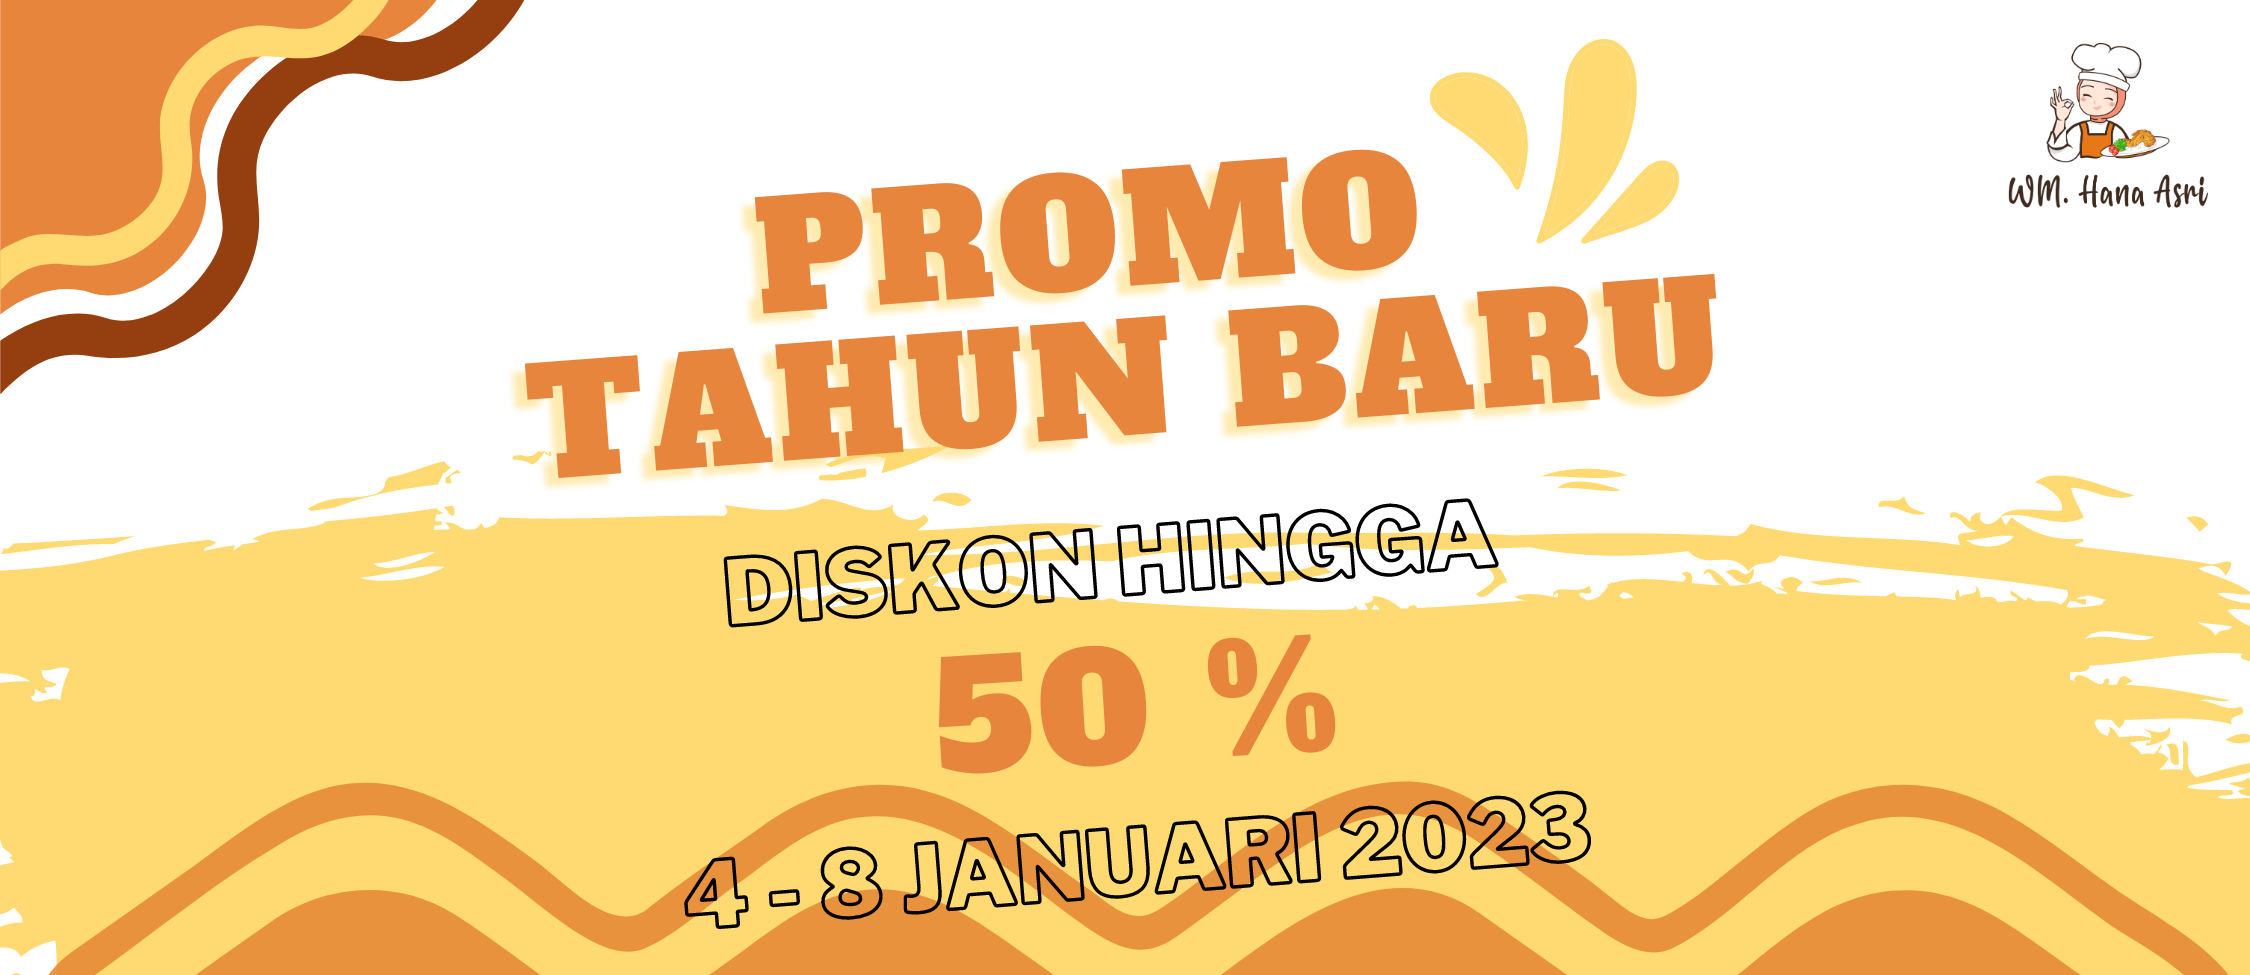 WM. Hana Asri
PROMO
TAHUN BARU
DISKON HINGGA
50 %
4 - 8 JANUARI 2023